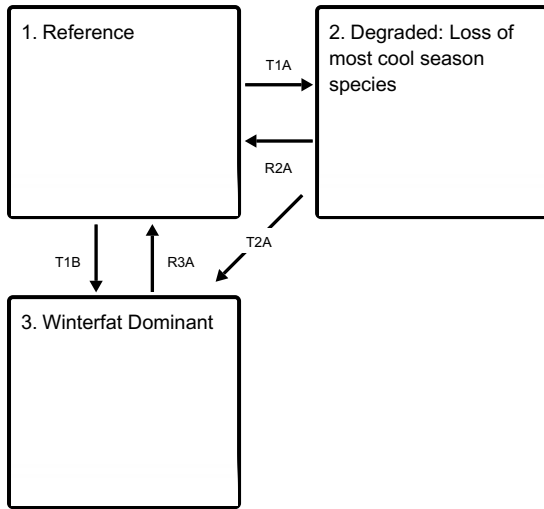 1. Reference
2. Degraded: Loss of
most cool season
species
T1A
R2A
T2A
T1B
R3A
3. Winterfat Dominant